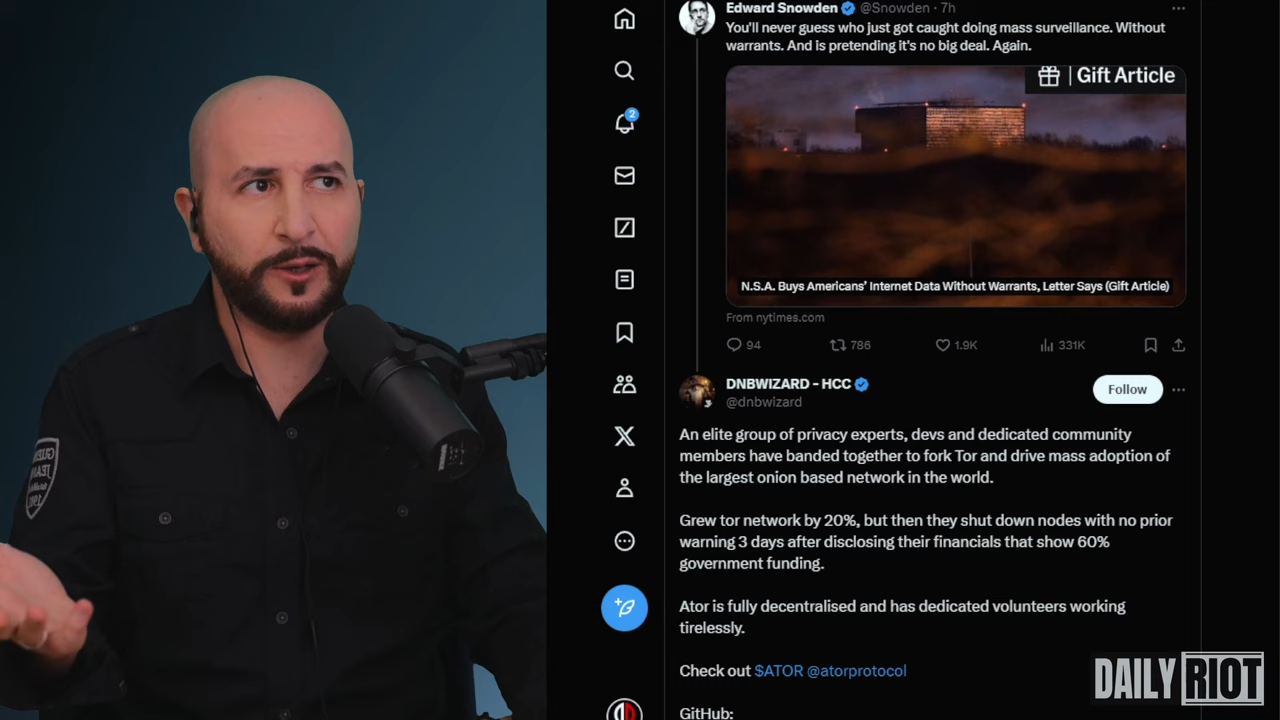 Edward Snowden @Snowden · 7h
You'll never guess who just got caught doing mass surveillance. Without
warrants. And is pretending it's no big deal. Again.
Gift Article
N.S.A. Buys Americans' Internet Data Without Warrants, Letter Says (Gift Article)
From nytimes.com
94 786 1.9K 331K
2
DNBWIZARD - HCC
@dnbwizard
Follow
An elite group of privacy experts, devs and dedicated community
members have banded together to fork Tor and drive mass adoption of
the largest onion based network in the world.
Grew tor network by 20%, but then they shut down nodes with no prior
warning 3 days after disclosing their financials that show 60%
government funding.
Ator is fully decentralised and has dedicated volunteers working
tirelessly.
Check out $ATOR @atorprotocol
GitHub:
DAILY RIOT